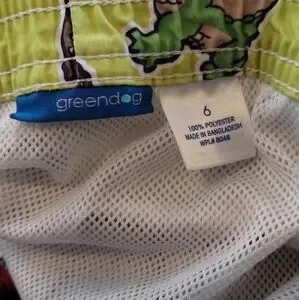 greendog
6
100% POLYESTER
MADE IN BANGLADESH
WPL# 8046